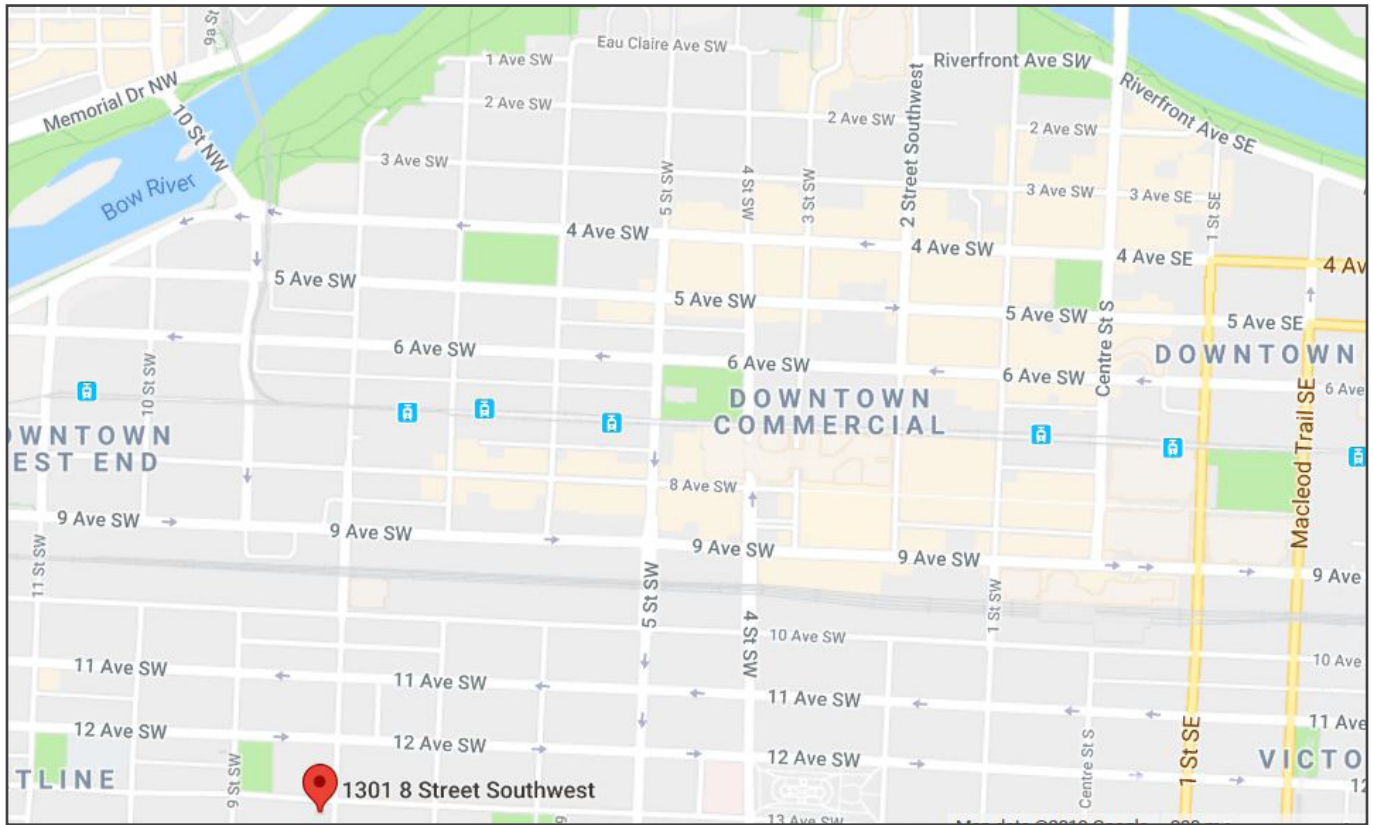 9a St
Eau Claire Ave SW
1 Ave SW
Riverfront Ave SW
Memorial Dr NW
2 Ave SW
Riverfront Ave SE
10 St NW
2 Ave SW
2 Ave SW
2 Street Southwest
3 Ave SW
Bow River
5 St SW
4 St SW
3 St SW
3 Ave SW
3 Ave SE
1 St SE
4 Ave SW
4 Ave SW
4 Ave SE
4 Av
5 Ave SW
5 Ave SW
5 Ave SW
5 Ave SE
Centre St S
6 Ave SW
6 Ave SW
6 Ave SW
6 Ave
DOWNTOWN
10 St SW
DOWNTOWN
COMMERCIAL
Macleod Trail SE
OWNTOWN
EST END
8 Ave SW
9 Ave SW
9 Ave SW
9 Ave SW
9 Ave SW
9 Ave
11 St SW
5 St SW
4 St SW
1 St SW
10 Ave SW
10 Ave
11 Ave SW
11 Ave SW
11 Ave SW
11 Ave
12 Ave SW
12 Ave SW
12 Ave SW
12
1 St SE
Centre St S
VICTO
TLINE
9 St SW
1301 8 Street Southwest
13 Ave SW